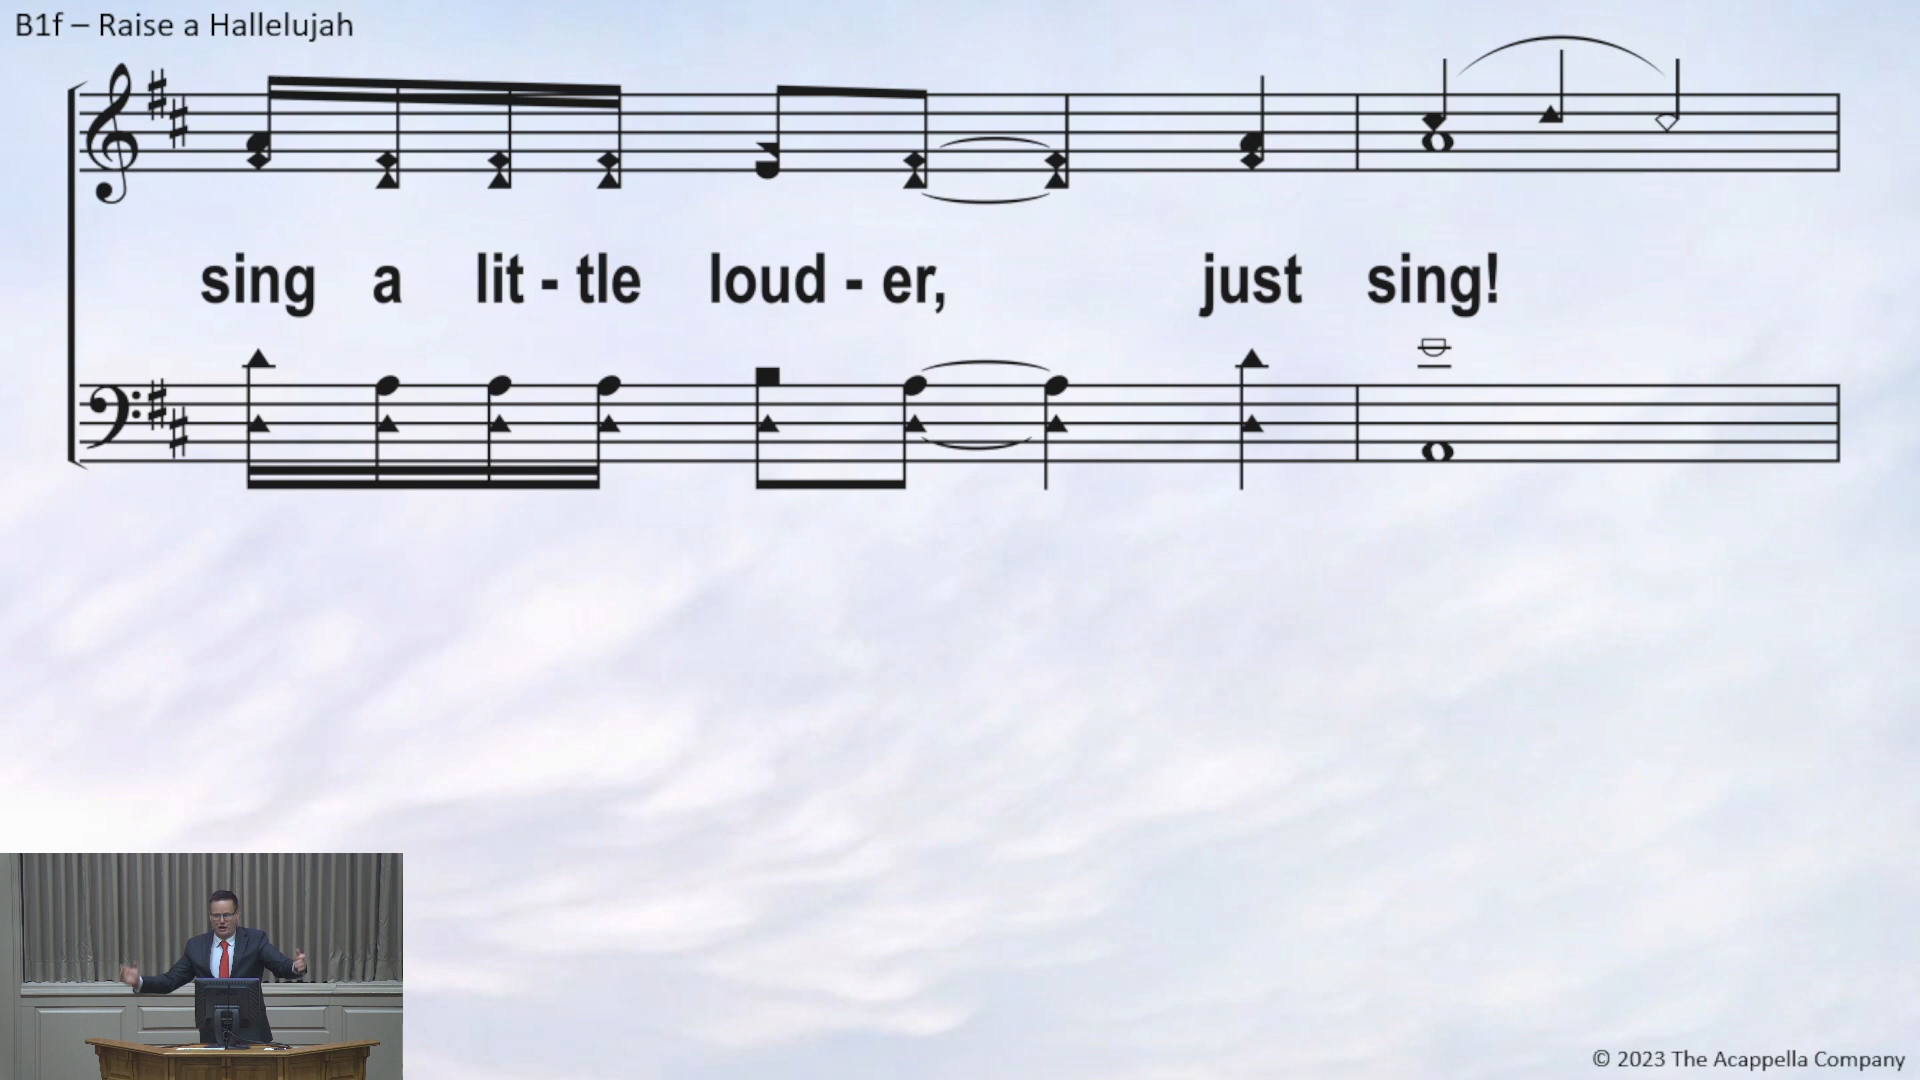 B1f – Raise a Hallelujah
sing a lit - tle loud - er, just sing!
© 2023 The Acappella Company